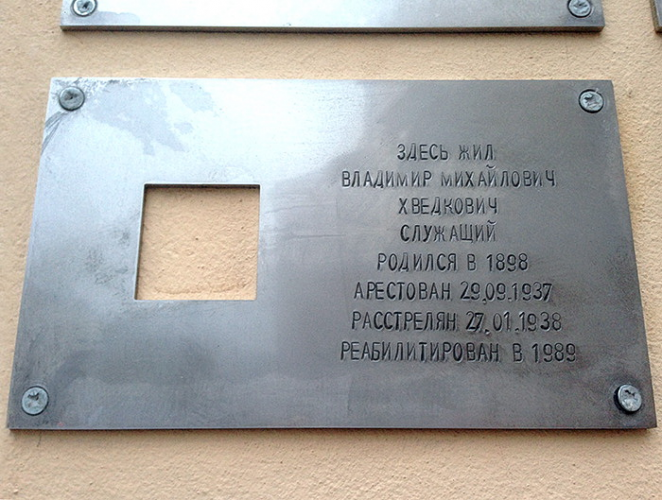 ЗДЕСЬ ЖИЛ
ВЛАДИМИР МИХАЙЛОВИЧ
ХВЕДКОВИЧ
СЛУЖАЩИЙ
РОДИЛСЯ В 1898
АРЕСТОВАН 29.09.1937
РАССТРЕЛЯН 27.01.1938
РЕАБИЛИТИРОВАН В 1989